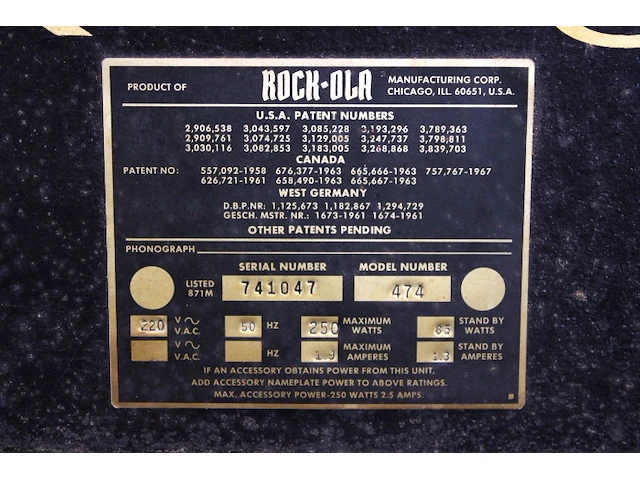 PRODUCT OF ROCK-OLA MANUFACTURING CORP.
CHICAGO, ILL. 60651, U.S.A.
U.S.A. PATENT NUMBERS
2,906,538 3,043,597 3,085,228 3,193,296 3,789,363
2,909,761 3,074,725 3,129,005 3,247,737 3,798,811
3,030,116 3,082,853 3,183,005 3,268,868 3,839,703
CANADA
PATENT NO: 557,092-1958 676,377-1963 665,666-1963 757,767-1967
626,721-1961 658,490-1963 665,667-1963
WEST GERMANY
D.B.P.NR: 1,125,673 1,182,867 1,294,729
GESCH. MSTR. NR.: 1673-1961 1674-1961
OTHER PATENTS PENDING
PHONOGRAPH
SERIAL NUMBER MODEL NUMBER
LISTED 871M 741047 474
220 V~ V.A.C. 50 HZ 250 MAXIMUM WATTS 85 STAND BY WATTS
V~ V.A.C. HZ 1.9 MAXIMUM AMPERES 1.3 STAND BY AMPERES
IF AN ACCESSORY OBTAINS POWER FROM THIS UNIT,
ADD ACCESSORY NAMEPLATE POWER TO ABOVE RATINGS.
MAX. ACCESSORY POWER-250 WATTS 2.5 AMPS.